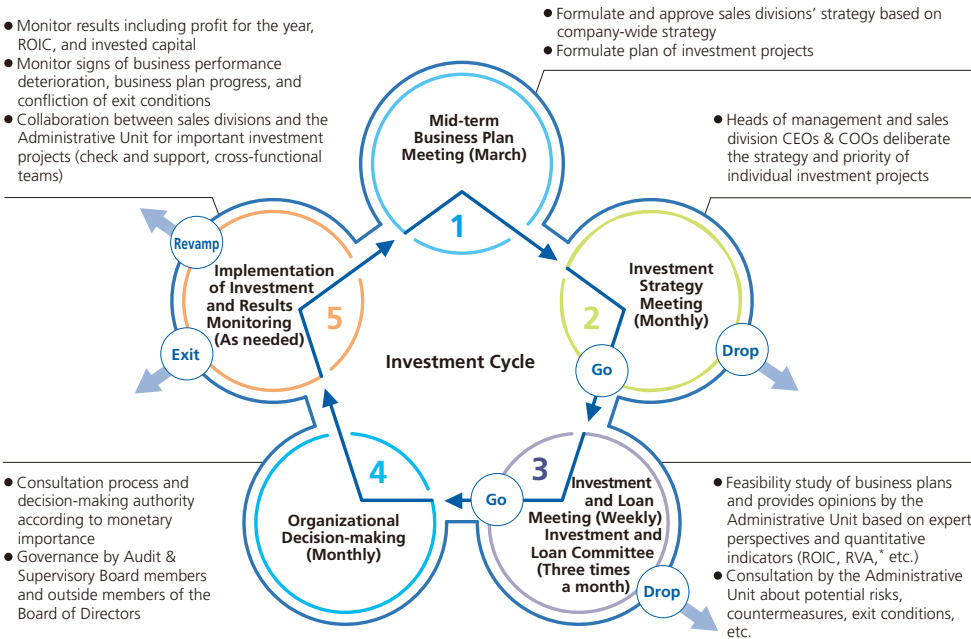 ● Monitor results including profit for the year,
ROIC, and invested capital
● Monitor signs of business performance
deterioration, business plan progress, and
confliction of exit conditions
● Collaboration between sales divisions and the
Administrative Unit for important investment
projects (check and support, cross-functional
teams)
● Formulate and approve sales divisions’ strategy based on
company-wide strategy
● Formulate plan of investment projects
● Heads of management and sales
division CEOs & COOs deliberate
the strategy and priority of
individual investment projects
Mid-term
Business Plan
Meeting (March)
1
Investment
Strategy
Meeting
(Monthly)
2
Go
Drop
Revamp
Implementation
of Investment
and Results
Monitoring
(As needed)
5
Exit
Investment Cycle
4
Organizational
Decision-making
(Monthly)
3
Go
Investment
and Loan
Meeting (Weekly)
Investment and
Loan Committee
(Three times
a month)
Drop
● Consultation process and
decision-making authority
according to monetary
importance
● Governance by Audit &
Supervisory Board members
and outside members of the
Board of Directors
● Feasibility study of business plans
and provides opinions by the
Administrative Unit based on expert
perspectives and quantitative
indicators (ROIC, RVA,* etc.)
● Consultation by the Administrative
Unit about potential risks,
countermeasures, exit conditions,
etc.